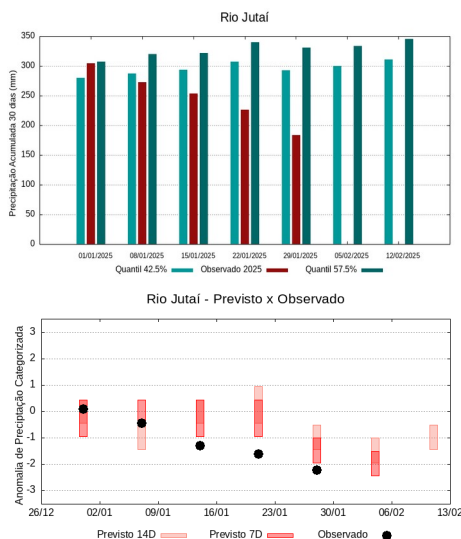 Rio Jutaí
Precipitação Acumulada 30 dias (mm)
350
300
250
200
150
100
50
0
01/01/2025 08/01/2025 15/01/2025 22/01/2025 29/01/2025 05/02/2025 12/02/2025
Quantil 42.5% Observado 2025 Quantil 57.5%
Rio Jutaí - Previsto x Observado
Anomalia de Precipitação Categorizada
3
2
1
0
-1
-2
-3
26/12 02/01 09/01 16/01 23/01 30/01 06/02 13/02
Previsto 14D Previsto 7D Observado